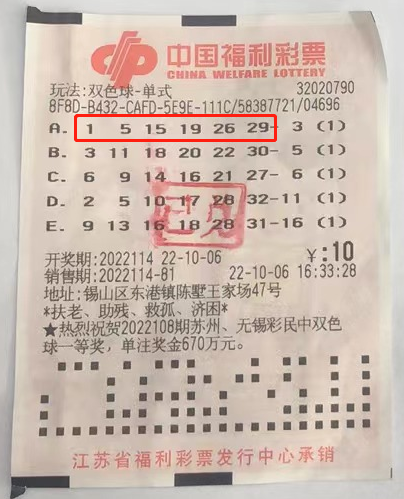 中国福利彩票
CHINA WELFARE LOTTERY
玩法:双色球-单式 32020790
8F8D-B432-CAFD-5E9E-111C/58387721/04696
A. 1 5 15 19 26 29- 3 (1)
B. 3 11 18 20 22 30- 5 (1)
C. 6 9 14 16 21 27- 6 (1)
D. 2 5 10 17 28 32-11 (1)
E. 9 13 16 18 28 31-16 (1)
开奖期:2022114 22-10-06 ¥:10
销售期:2022114-81 22-10-06 16:33:28
地址:锡山区东港镇陈墅王家场47号
*扶老、助残、救孤、济困*
★热烈祝贺2022108期苏州、无锡彩民中双色
球一等奖,单注奖金670万元。
江苏省福利彩票发行中心承销